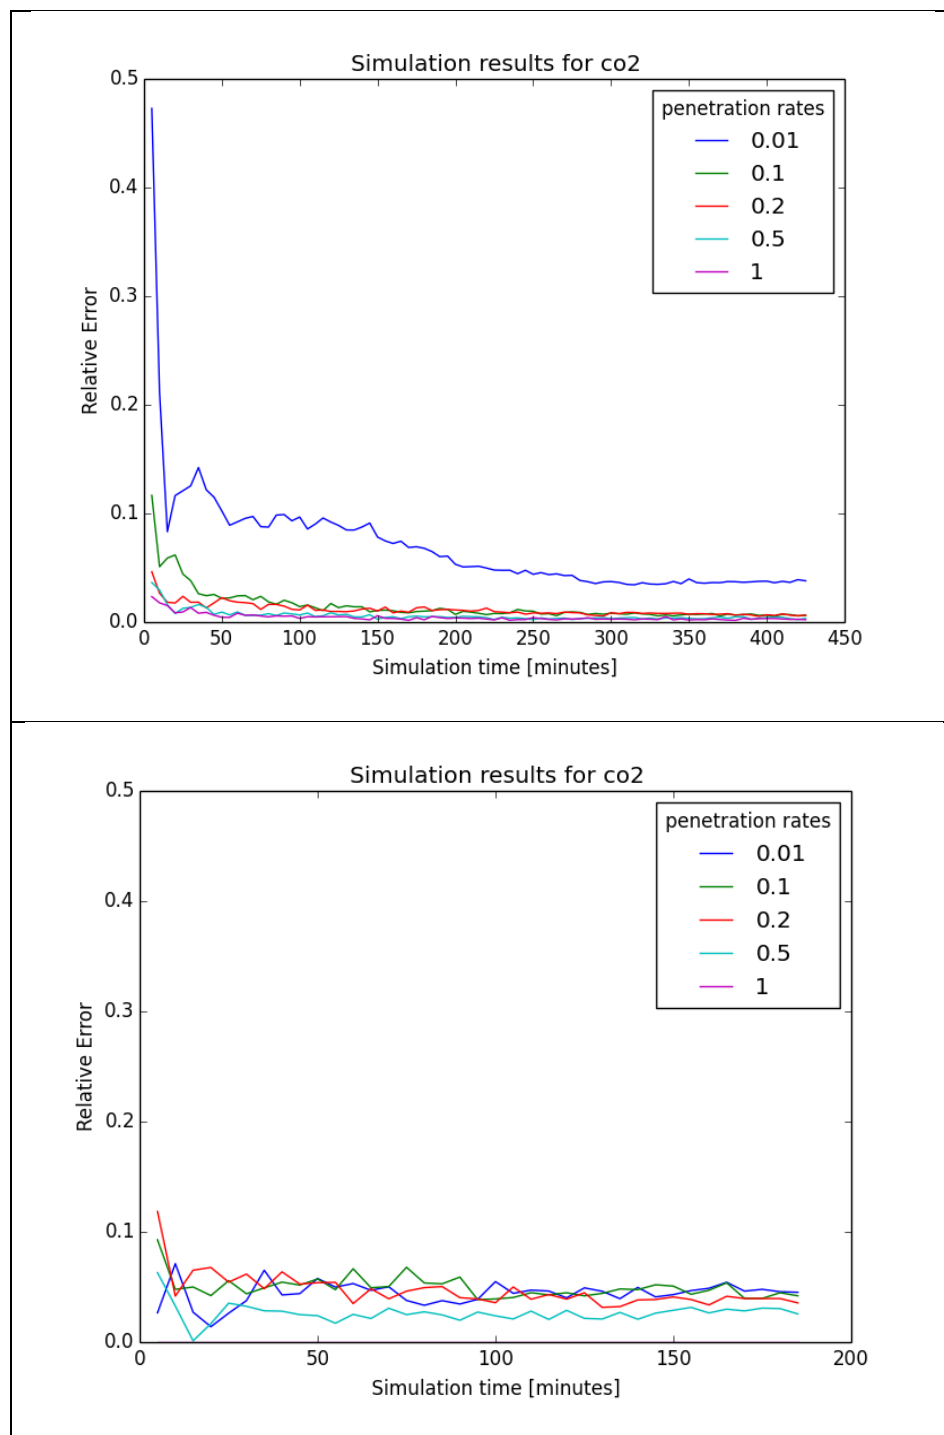 Simulation results for co2
0.5
0.4
0.3
0.2
0.1
0.0
Relative Error
penetration rates
0.01
0.1
0.2
0.5
1
0 50 100 150 200 250 300 350 400 450
Simulation time [minutes]
Simulation results for co2
0.5
0.4
0.3
0.2
0.1
0.0
Relative Error
penetration rates
0.01
0.1
0.2
0.5
1
0 50 100 150 200
Simulation time [minutes]